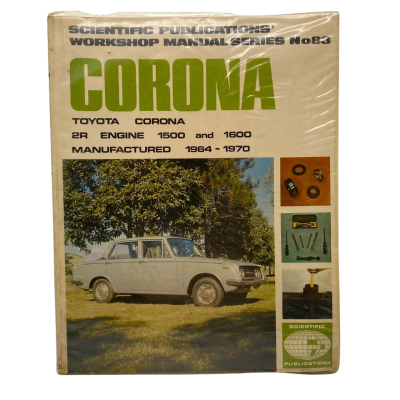 SCIENTIFIC PUBLICATIONS'
WORKSHOP MANUAL SERIES No83
CORONA
TOYOTA CORONA
2R ENGINE 1500 and 1600
MANUFACTURED 1964-1970
SCIENTIFIC
PUBLICATIONS